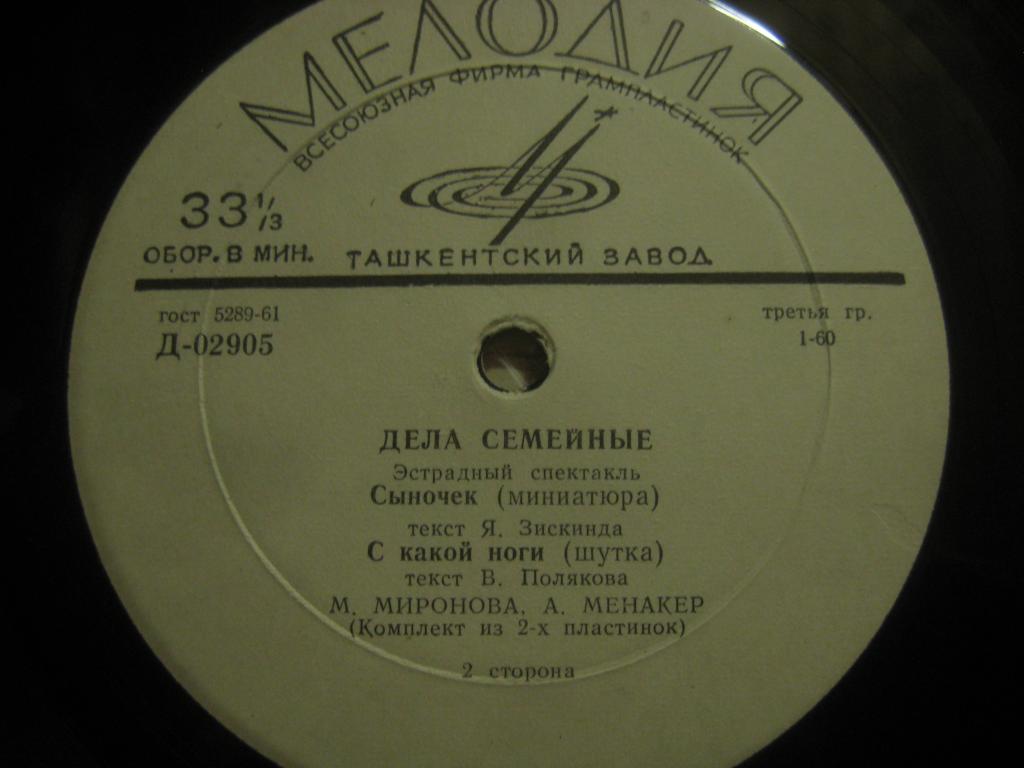 МЕЛОДИЯ
ВСЕСОЮЗНАЯ ФИРМА ГРАМПЛАСТИНОК
33 1/3
ОБОР. В МИН.
ТАШКЕНТСКИЙ ЗАВОД
гост 5289-61
Д-02905
третья гр.
1-60
ДЕЛА СЕМЕЙНЫЕ
Эстрадный спектакль
Сыночек (миниатюра)
текст Я. Зискинда
С какой ноги (шутка)
текст В. Полякова
М. МИРОНОВА, А. МЕНАКЕР
(Комплект из 2-х пластинок)
2 сторона